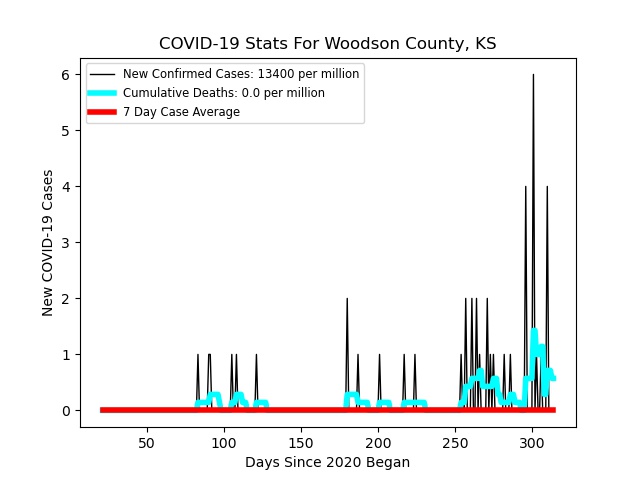 COVID-19 Stats For Woodson County, KS
New Confirmed Cases: 13400 per million
Cumulative Deaths: 0.0 per million
7 Day Case Average
6
5
4
3
2
1
0
New COVID-19 Cases
50 100 150 200 250 300
Days Since 2020 Began